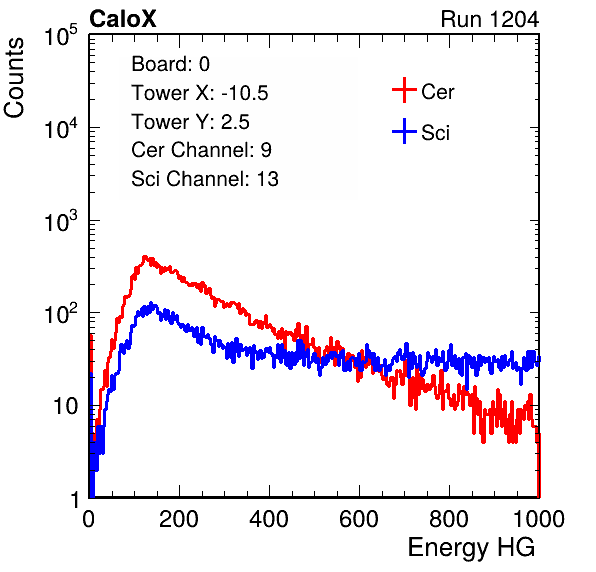 CaloX Run 1204
10^5
Counts
Board: 0
Tower X: -10.5
Tower Y: 2.5
Cer Channel: 9
Sci Channel: 13
Cer
Sci
10^4
10^3
10^2
10
1
0 200 400 600 800 1000
Energy HG